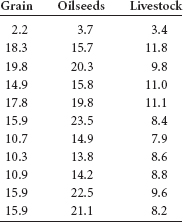 Grain Oilseeds Livestock
2.2 3.7 3.4
18.3 15.7 11.8
19.8 20.3 9.8
14.9 15.8 11.0
17.8 19.8 11.1
15.9 23.5 8.4
10.7 14.9 7.9
10.3 13.8 8.6
10.9 14.2 8.8
15.9 22.5 9.6
15.9 21.1 8.2